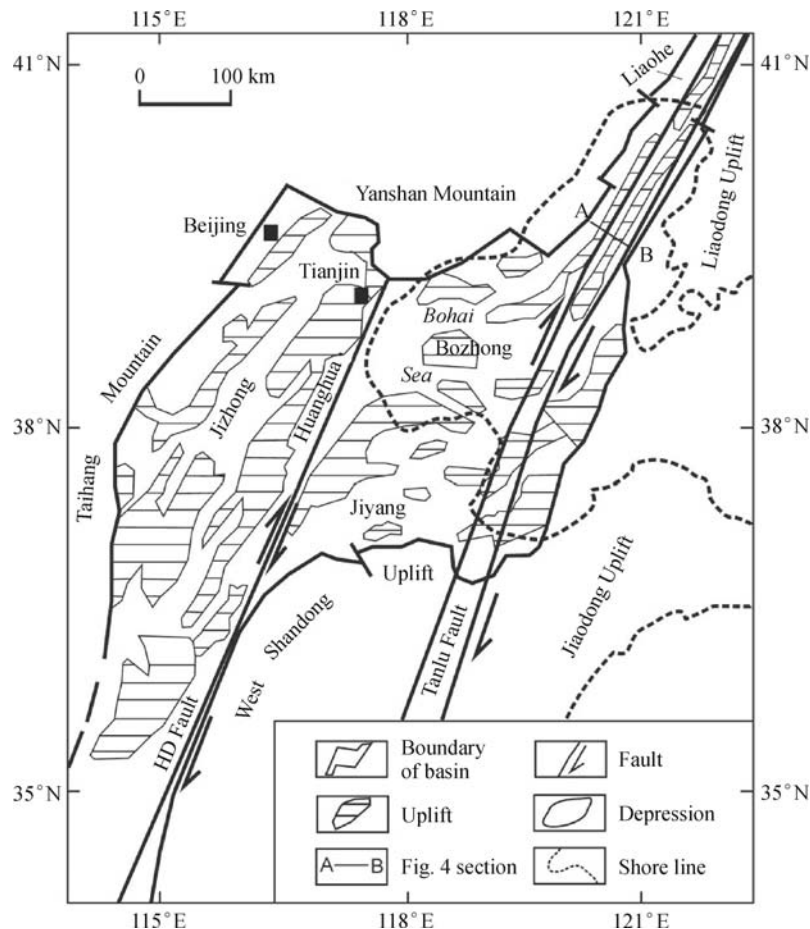 115°E
118°E
121°E
41°N
41°N
0 100 km
Liaohe
Yanshan Mountain
Liaodong Uplift
Beijing
A
B
Tianjin
Bohai
Bozhong
Sea
Mountain
Jizhong
Huanghua
38°N
38°N
Taihang
Jiyang
Uplift
Jiaodong Uplift
Shandong
West
Tanlu Fault
HD Fault
35°N
35°N
Boundary
of basin
Fault
Uplift
Depression
A B
Fig. 4 section
Shore line
115°E
118°E
121°E